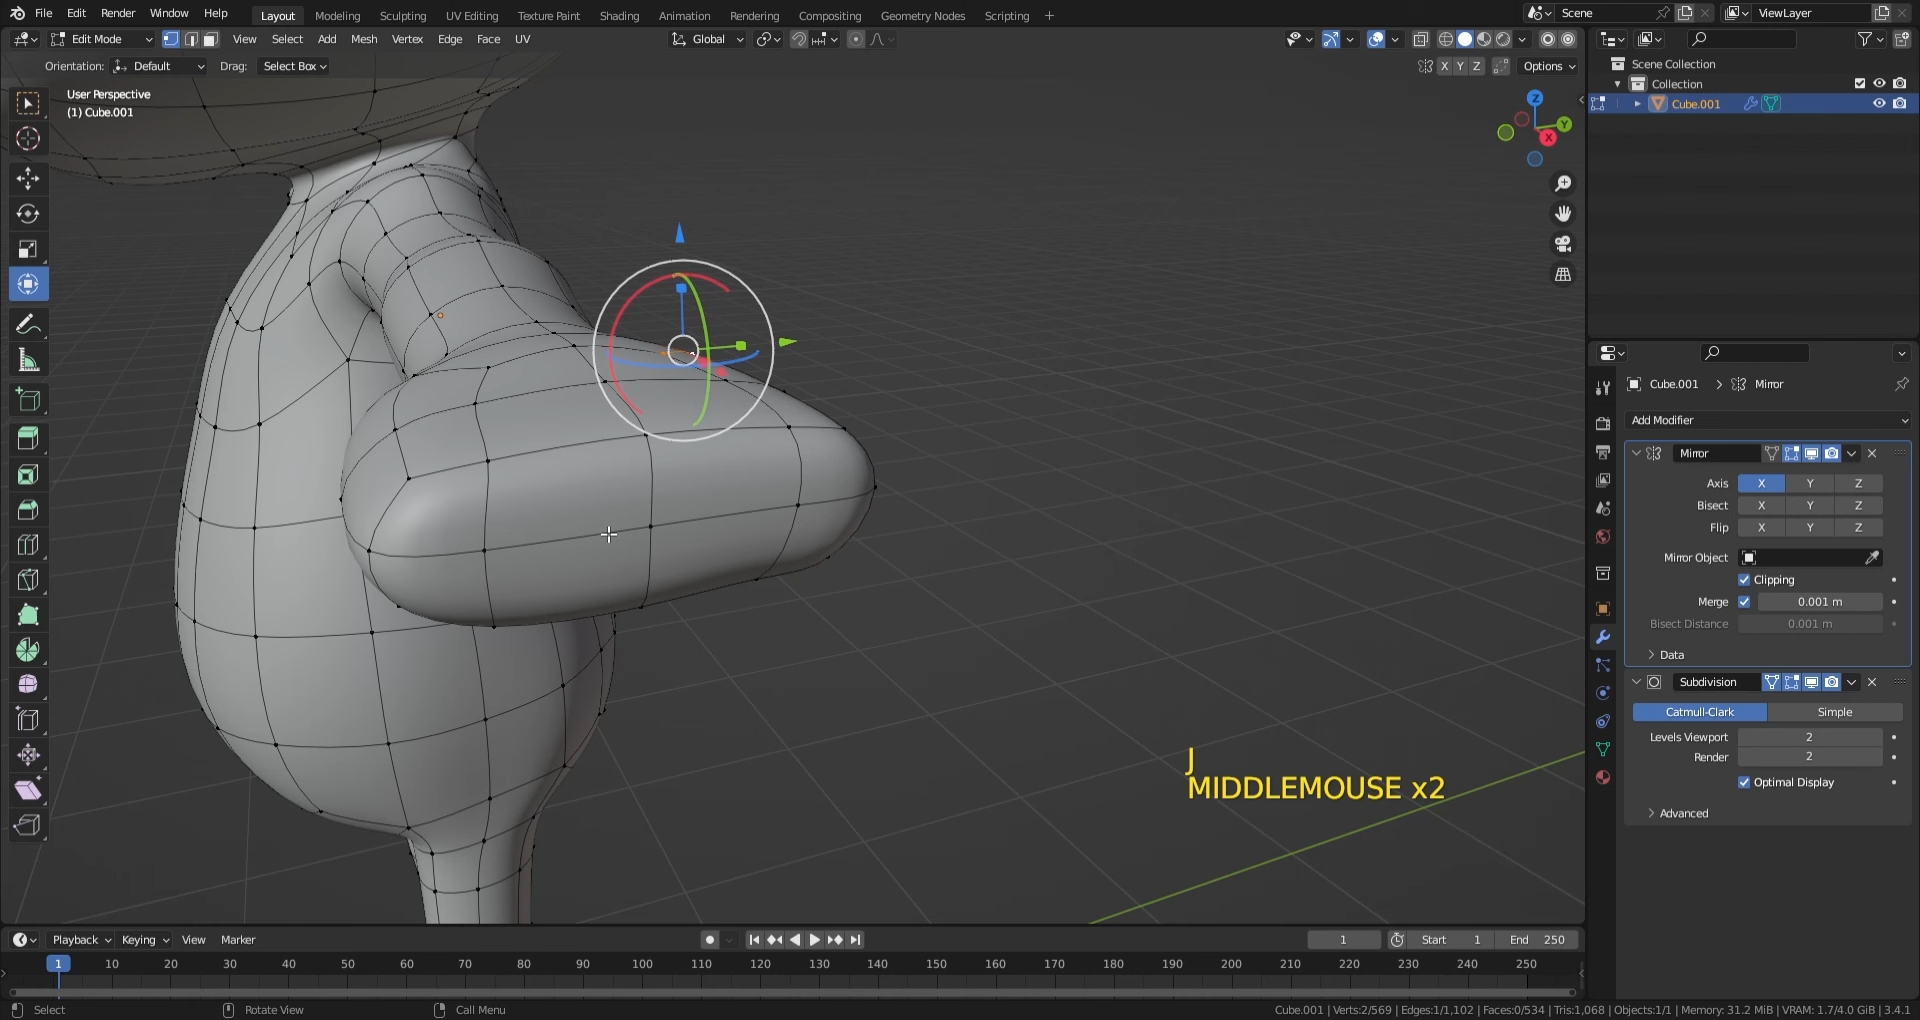 File Edit Render Window Help Layout Modeling Sculpting UV Editing Texture Paint Shading Animation Rendering Compositing Geometry Nodes Scripting + Scene ViewLayer
Edit Mode View Select Add Mesh Vertex Edge Face UV Global
Orientation: Default Drag: Select Box X Y Z Options
User Perspective
(1) Cube.001
Z
Y
X
Scene Collection
Collection
Cube.001
Cube.001 > Mirror
Add Modifier
Mirror
Axis X Y Z
Bisect X Y Z
Flip X Y Z
Mirror Object
Clipping
Merge 0.001 m
Bisect Distance 0.001 m
Data
Subdivision
Catmull-Clark Simple
Levels Viewport 2
Render 2
Optimal Display
Advanced
J
MIDDLEMOUSE x2
Playback Keying View Marker 1 Start 1 End 250
1 10 20 30 40 50 60 70 80 90 100 110 120 130 140 150 160 170 180 190 200 210 220 230 240 250
Select Rotate View Call Menu Cube.001 | Verts:2/569 | Edges:1/1,102 | Faces:0/534 | Tris:1,068 | Objects:1/1 | Memory: 31.2 MiB | VRAM: 1.7/4.0 GiB | 3.4.1